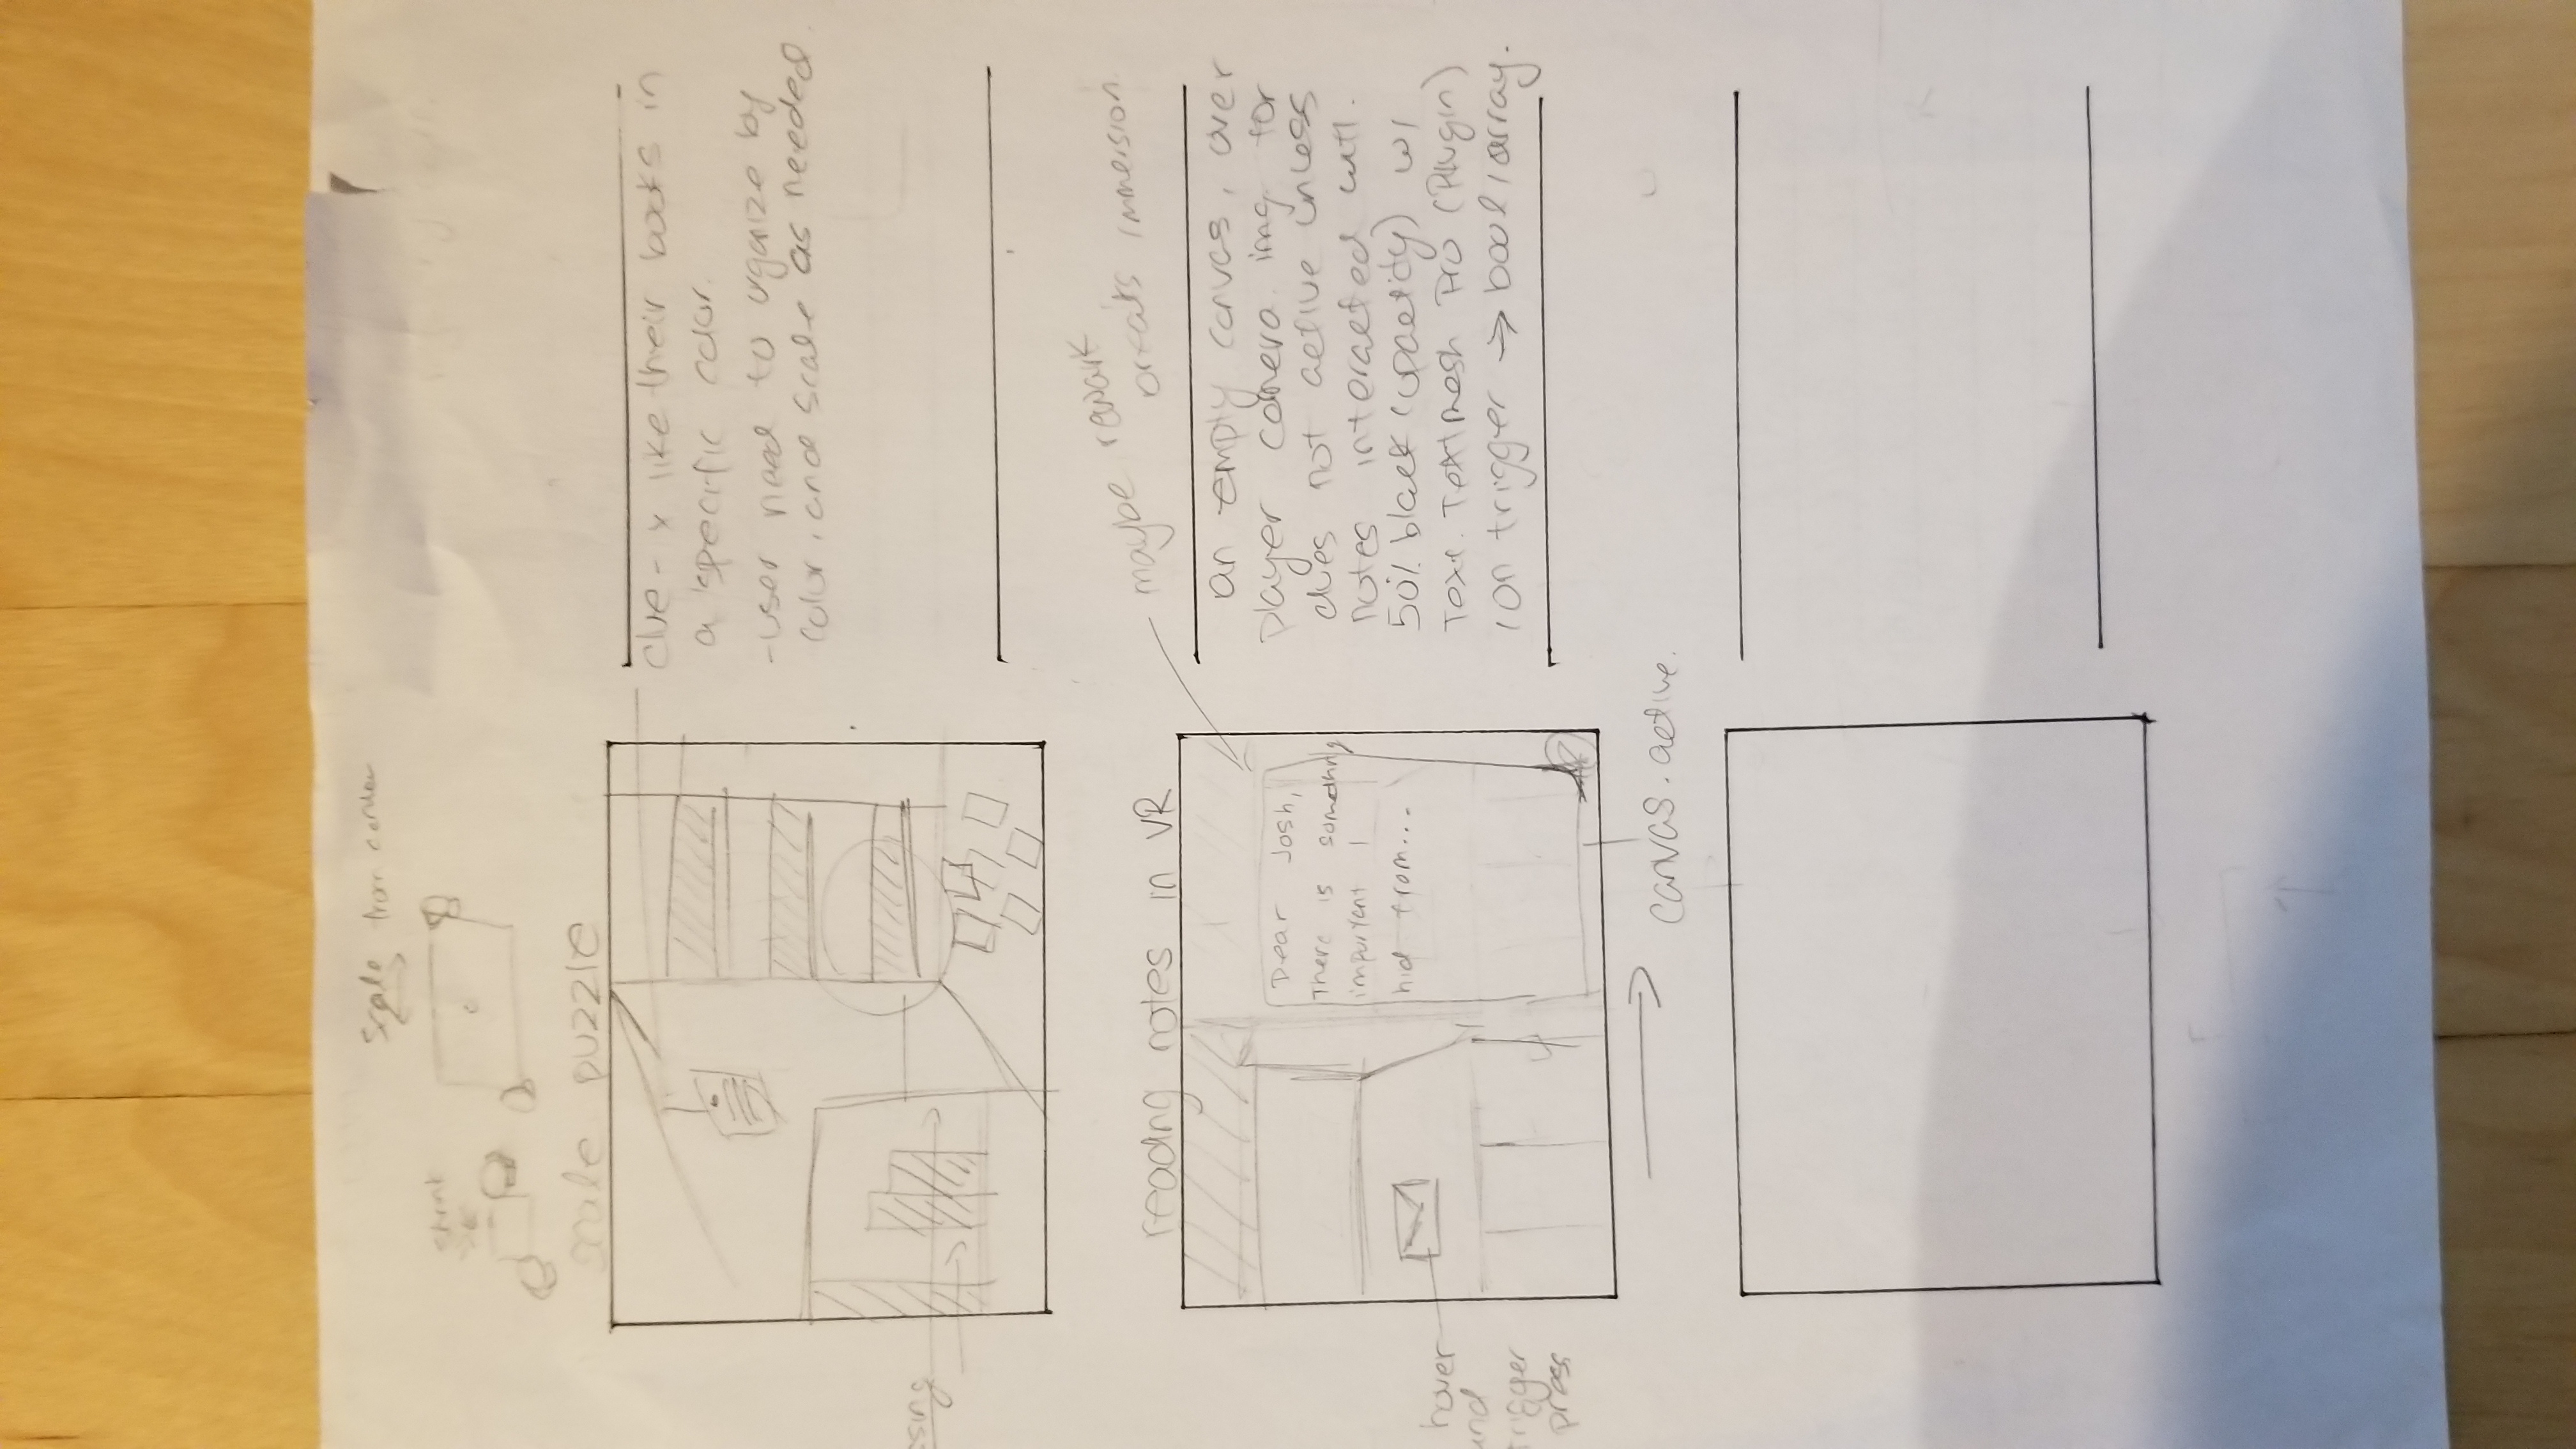 scale from center
shrink
scale puzzle
clue - x like their books in
a specific color.
- user need to organize by
color, and scale as needed.
maybe rework
breaks immersion
reading notes in VR
an empty canvas, over
player camera. img for
clues not active unless
notes interacted with.
50% black (opacity) w/
Text. Textmesh Pro (Plugin)
(on trigger → bool/array.
Dear Josh,
There is something
important I
hid from...
hover
and
trigger
press
canvas.active.